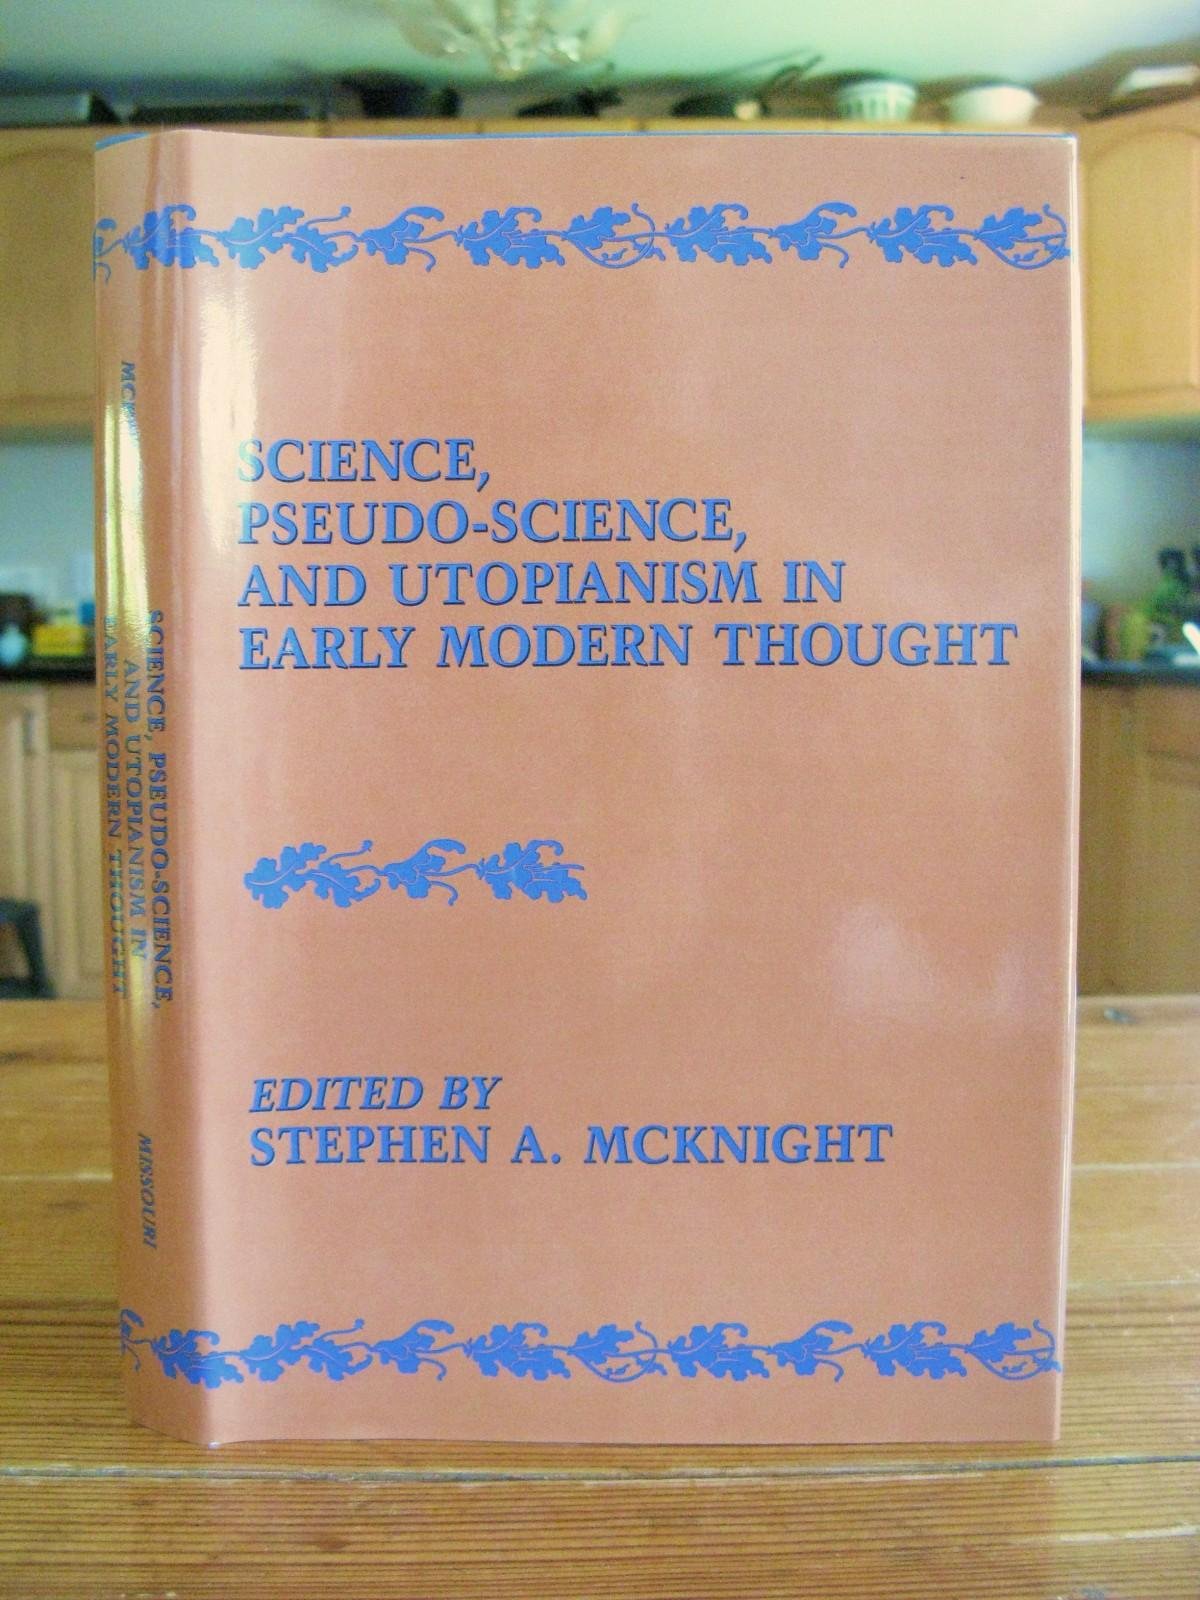 SCIENCE,
PSEUDO-SCIENCE,
AND UTOPIANISM IN
EARLY MODERN THOUGHT
EDITED BY
STEPHEN A. MCKNIGHT
SCIENCE, PSEUDO-SCIENCE,
AND UTOPIANISM IN
EARLY MODERN THOUGHT
MISSOURI